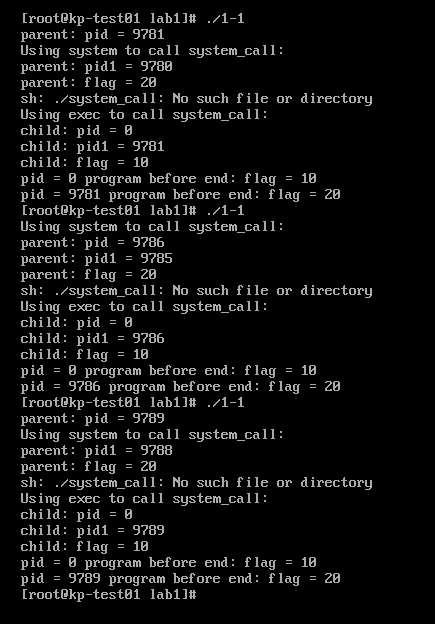 [root@kp-test01 lab1]# ./1-1
parent: pid = 9781
Using system to call system_call:
parent: pid1 = 9780
parent: flag = 20
sh: ./system_call: No such file or directory
Using exec to call system_call:
child: pid = 0
child: pid1 = 9781
child: flag = 10
pid = 0 program before end: flag = 10
pid = 9781 program before end: flag = 20
[root@kp-test01 lab1]# ./1-1
Using system to call system_call:
parent: pid = 9786
parent: pid1 = 9785
parent: flag = 20
sh: ./system_call: No such file or directory
Using exec to call system_call:
child: pid = 0
child: pid1 = 9786
child: flag = 10
pid = 0 program before end: flag = 10
pid = 9786 program before end: flag = 20
[root@kp-test01 lab1]# ./1-1
parent: pid = 9789
Using system to call system_call:
parent: pid1 = 9788
parent: flag = 20
sh: ./system_call: No such file or directory
Using exec to call system_call:
child: pid = 0
child: pid1 = 9789
child: flag = 10
pid = 0 program before end: flag = 10
pid = 9789 program before end: flag = 20
[root@kp-test01 lab1]#